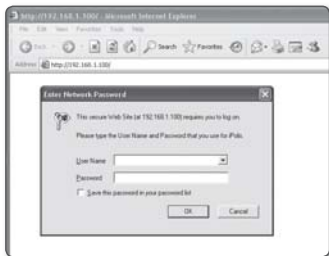 http://192.168.1.100/ - Microsoft Internet Explorer
File Edit View Favorites Tools Help
Back Search Favorites
Address http://192.168.1.100/
Enter Network Password
This secure Web Site (at 192.168.1.100) requires you to log on.
Please type the User Name and Password that you use for iPolis.
User Name
Password
Save this password in your password list
OK Cancel